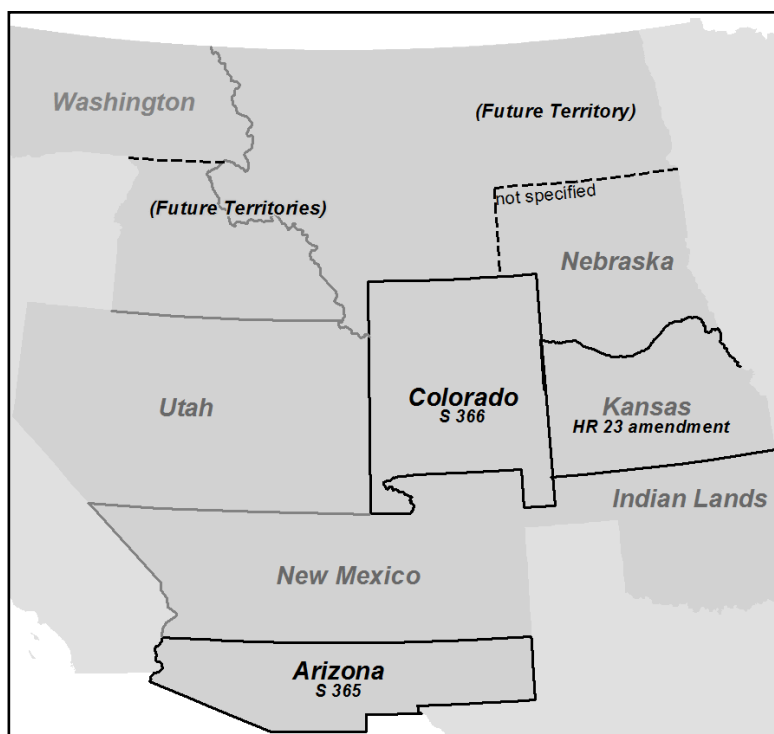 Washington
(Future Territory)
not specified
(Future Territories)
Nebraska
Colorado
S 366
Utah
Kansas
HR 23 amendment
Indian Lands
New Mexico
Arizona
S 365